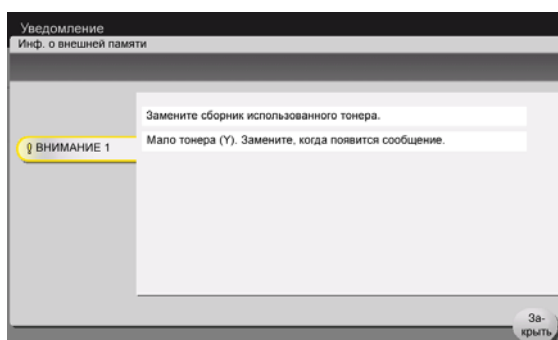 Уведомление
Инф. о внешней памяти
Замените сборник использованного тонера.
ВНИМАНИЕ 1
Мало тонера (Y). Замените, когда появится сообщение.
За-
крыть